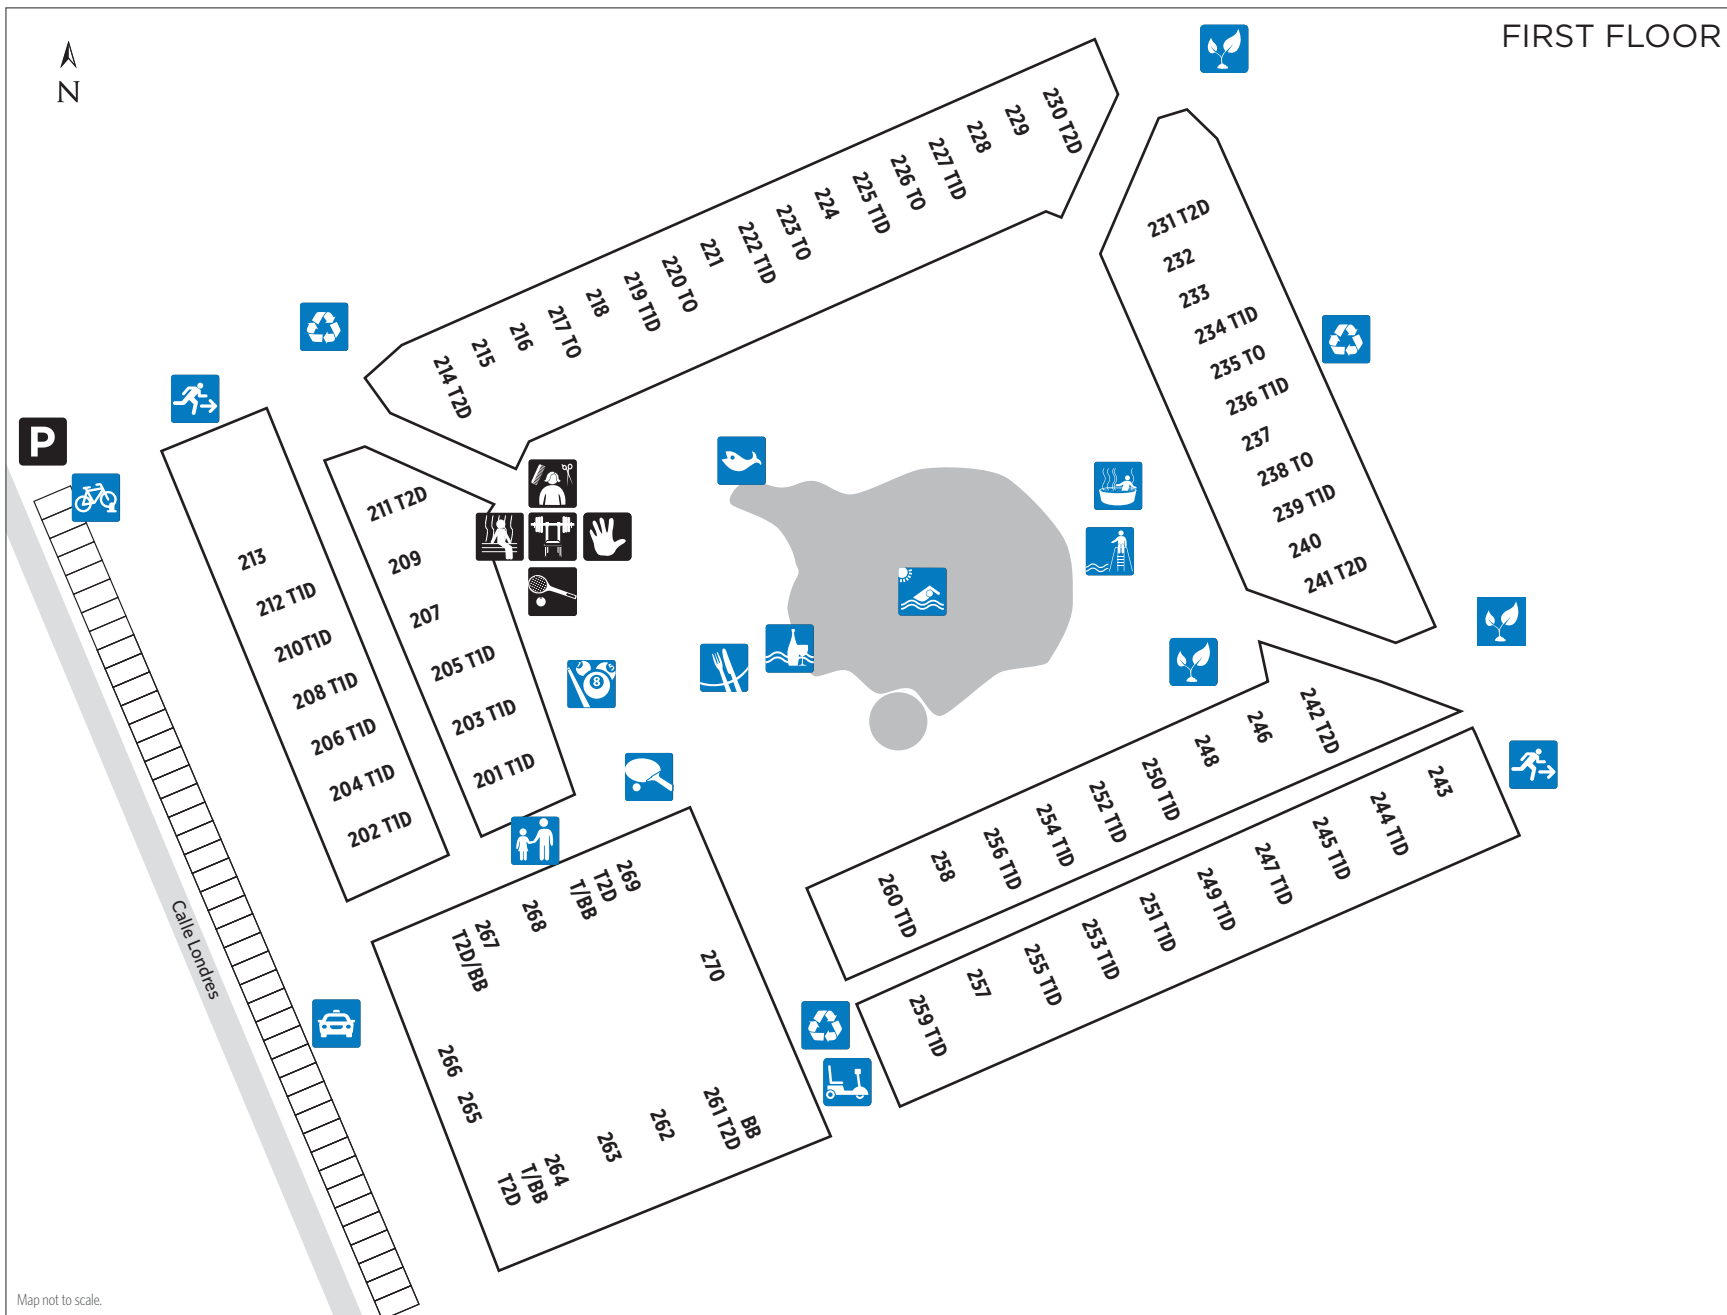 FIRST FLOOR
N
P
230 T2D
229
228
227 T1D
226 TO
225 T1D
224
223 TO
222 T1D
221
220 TO
219 T1D
218
217 TO
216
215
214 T2D
231 T2D
232
233
234 T1D
235 TO
236 T1D
237
238 TO
239 T1D
240
241 T2D
213
212 T1D
210T1D
208 T1D
206 T1D
204 T1D
202 T1D
211 T2D
209
207
205 T1D
203 T1D
201 T1D
8
242 T2D
246
248
250 T1D
252 T1D
254 T1D
256 T1D
258
260 T1D
243
244 T1D
245 T1D
247 T1D
249 T1D
251 T1D
253 T1D
255 T1D
257
259 T1D
269
T2D
T/BB
268
267
T2D/BB
270
266
265
264
T/BB
T2D
263
262
261 T2D
BB
Calle Londres
Map not to scale.